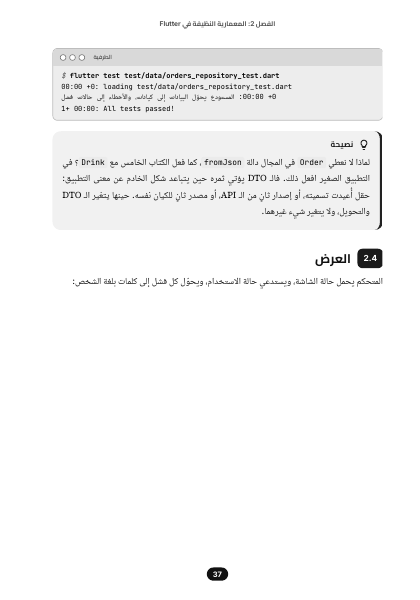 الفصل 2: المعمارية النظيفة في Flutter
الطرفية
$ flutter test test/data/orders_repository_test.dart
00:00 +0: loading test/data/orders_repository_test.dart
00:00 +0: المستودع يحوّل البيانات إلى كيانات، والأخطاء إلى حالات فشل
00:00 +1: All tests passed!
نصيحة
لماذا لا نعطي Order في المجال دالة fromJson، كما فعل الكتاب الخامس مع Drink؟ في
التطبيق الصغير افعل ذلك. فالـ DTO يؤتي ثمره حين يتباعد شكل الخادم عن معنى التطبيق:
حقل أُعيدت تسميته، أو إصدار ثانٍ من الـ API، أو مصدر ثانٍ للكيان نفسه. حينها يتغير الـ DTO
والتحويل، ولا يتغير شيء غيرهما.
2.4 العرض
المتحكم يحمل حالة الشاشة، ويستدعي حالة الاستخدام، ويحوّل كل فشل إلى كلمات بلغة الشخص:
37